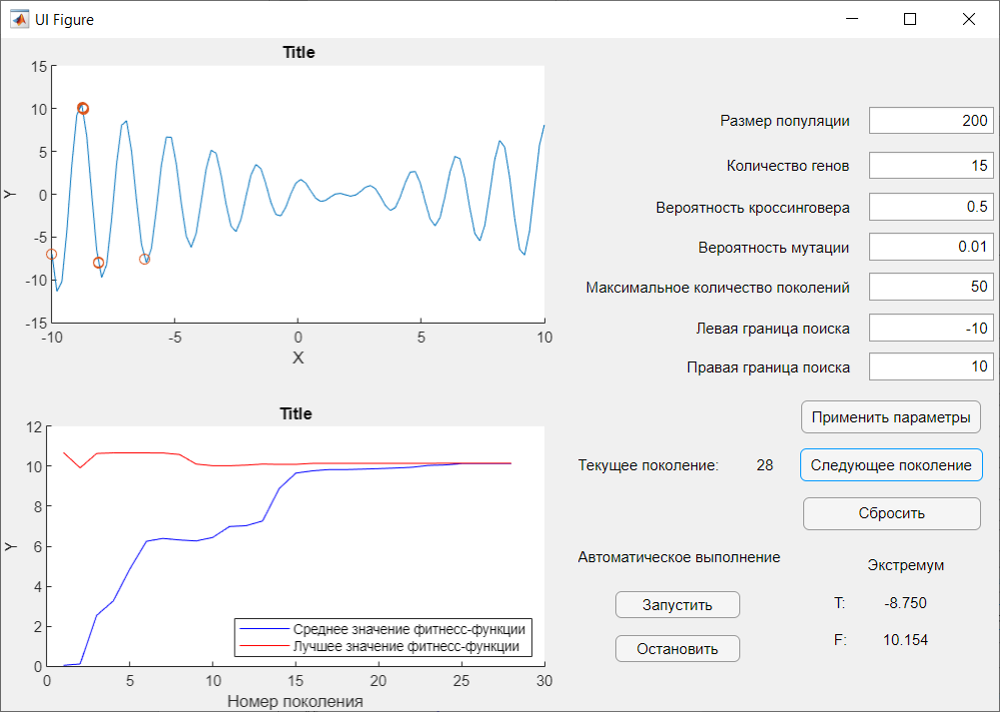 UI Figure
Title
15
10
5
0
-5
-10
-15
Y
-10
-5
0
5
10
X
Размер популяции 200
Количество генов 15
Вероятность кроссинговера 0.5
Вероятность мутации 0.01
Максимальное количество поколений 50
Левая граница поиска -10
Правая граница поиска 10
Применить параметры
Текущее поколение: 28 Следующее поколение
Сбросить
Автоматическое выполнение
Запустить
Остановить
Экстремум
T: -8.750
F: 10.154
Title
12
10
8
6
4
2
0
Y
0
5
10
15
20
25
30
Номер поколения
Среднее значение фитнесс-функции
Лучшее значение фитнесс-функции